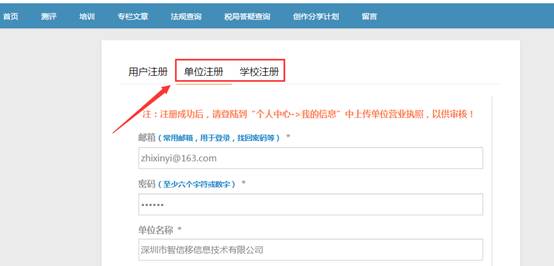 首页 测评 培训 专栏文章 法规查询 税局答疑查询 创作分享计划 留言
用户注册 单位注册 学校注册
注：注册成功后，请登陆到“个人中心->我的信息”中上传单位营业执照，以供审核！
邮箱（常用邮箱，用于登录，找回密码等） *
zhixinyi@163.com
密码（至少六个字符或数字） *
••••••
单位名称 *
深圳市智信移信息技术有限公司